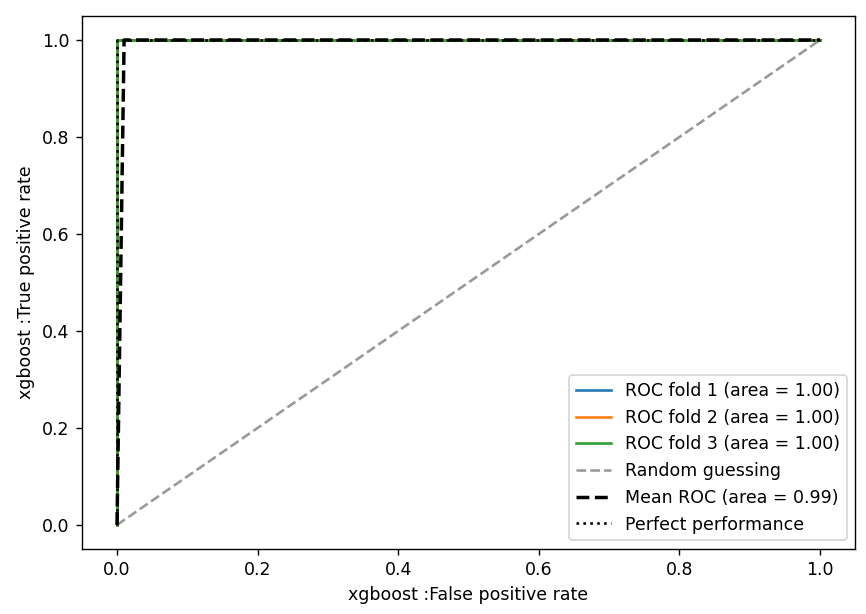 1.0
0.8
0.6
0.4
0.2
0.0
xgboost :True positive rate
ROC fold 1 (area = 1.00)
ROC fold 2 (area = 1.00)
ROC fold 3 (area = 1.00)
Random guessing
Mean ROC (area = 0.99)
Perfect performance
0.0 0.2 0.4 0.6 0.8 1.0
xgboost :False positive rate